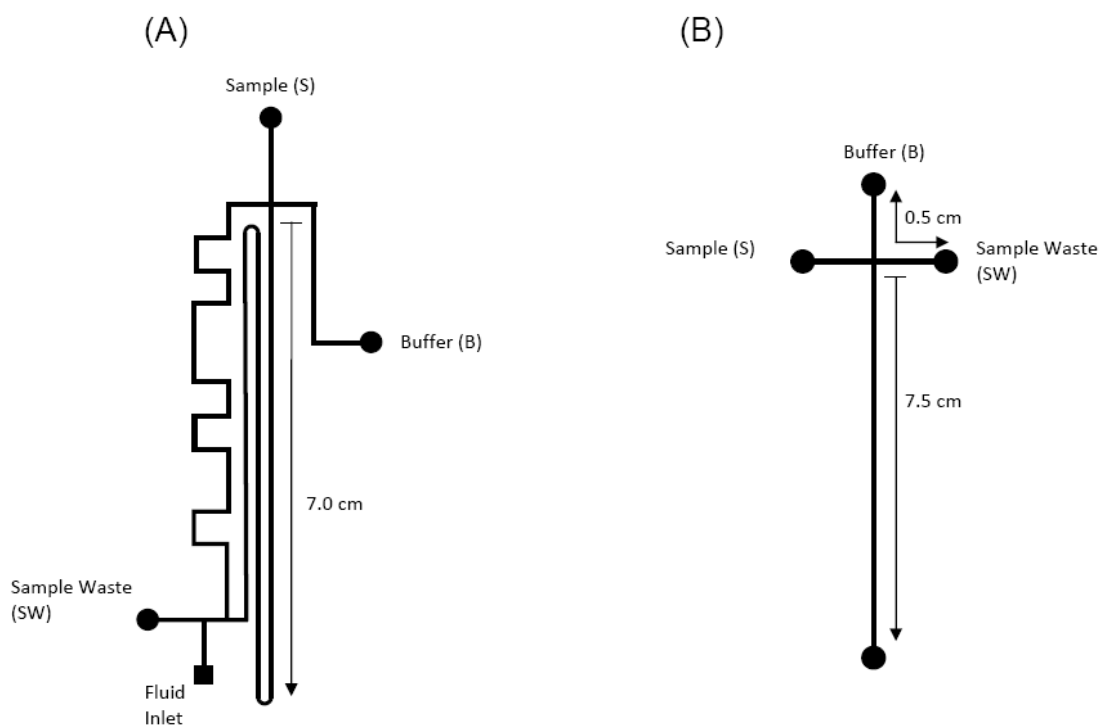 (A)
Sample (S)
Buffer (B)
7.0 cm
Sample Waste
(SW)
Fluid
Inlet
(B)
Buffer (B)
0.5 cm
Sample (S)
Sample Waste
(SW)
7.5 cm